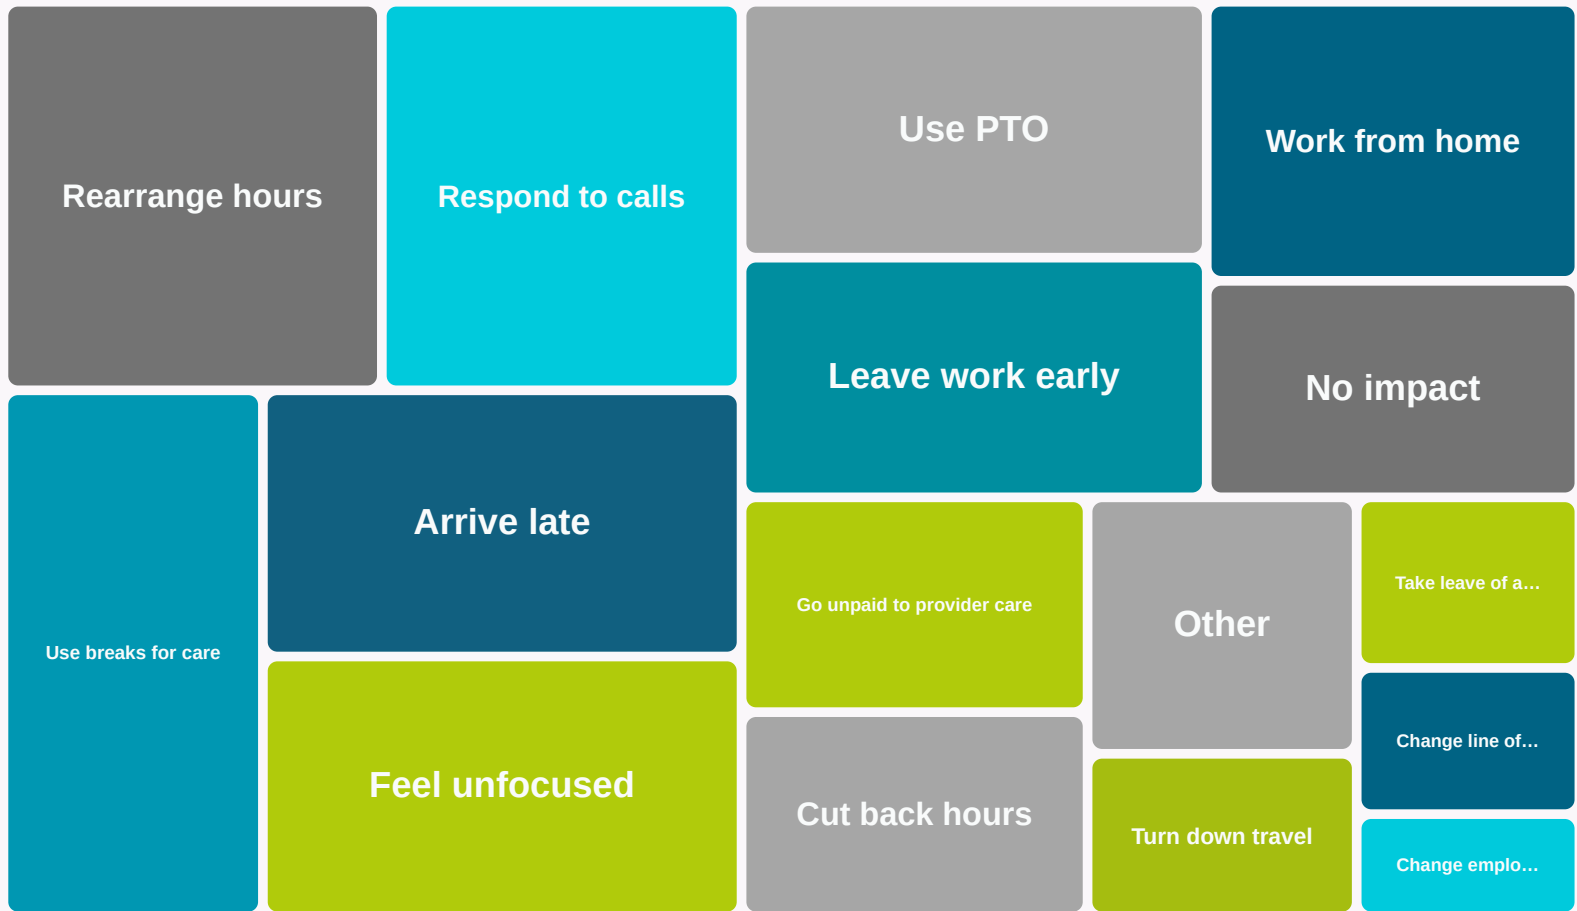 Rearrange hours
Respond to calls
Use PTO
Work from home
Leave work early
No impact
Use breaks for care
Arrive late
Feel unfocused
Go unpaid to provider care
Other
Take leave of a…
Cut back hours
Turn down travel
Change line of…
Change emplo…